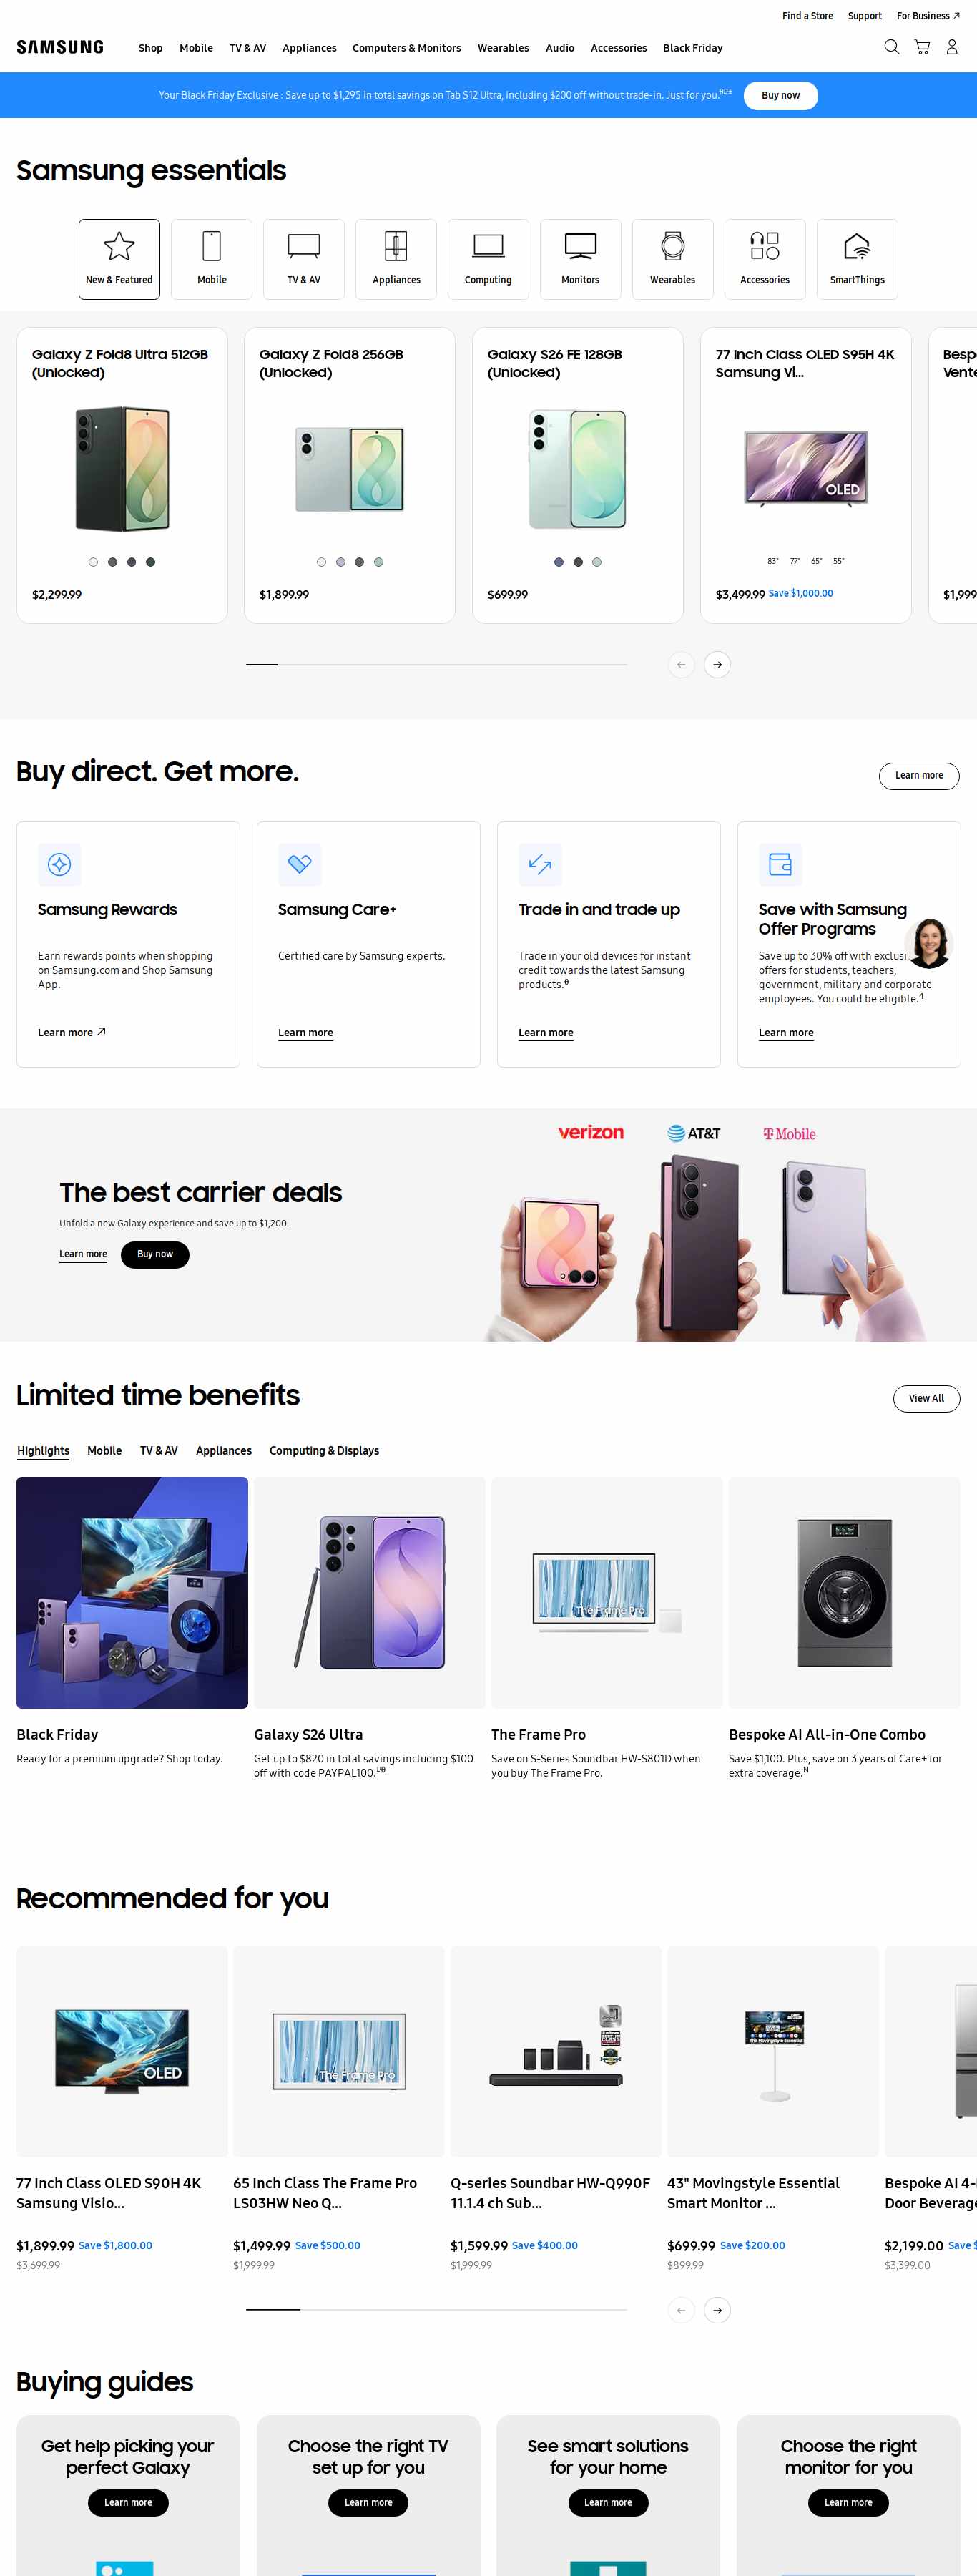 Find a Store Support For Business
SAMSUNG Shop Mobile TV & AV Appliances Computers & Monitors Wearables Audio Accessories Black Friday
Your Black Friday Exclusive : Save up to $1,295 in total savings on Tab S12 Ultra, including $200 off without trade-in. Just for you. Buy now
Samsung essentials
New & Featured Mobile TV & AV Appliances Computing Monitors Wearables Accessories SmartThings
Galaxy Z Fold8 Ultra 512GB
(Unlocked)
$2,299.99
Galaxy Z Fold8 256GB
(Unlocked)
$1,899.99
Galaxy S26 FE 128GB
(Unlocked)
$699.99
77 Inch Class OLED S95H 4K
Samsung Vi...
OLED
83" 77" 65" 55"
$3,499.99 Save $1,000.00
Besp
Vente
$1,999
Buy direct. Get more.
Learn more
Samsung Rewards
Earn rewards points when shopping
on Samsung.com and Shop Samsung
App.
Learn more
Samsung Care+
Certified care by Samsung experts.
Learn more
Trade in and trade up
Trade in your old devices for instant
credit towards the latest Samsung
products.θ
Learn more
Save with Samsung
Offer Programs
Save up to 30% off with exclusi
offers for students, teachers,
government, military and corporate
employees. You could be eligible.4
Learn more
verizon AT&T T Mobile
The best carrier deals
Unfold a new Galaxy experience and save up to $1,200.
Learn more Buy now
Limited time benefits
View All
Highlights Mobile TV & AV Appliances Computing & Displays
The Frame Pro
Black Friday
Ready for a premium upgrade? Shop today.
Galaxy S26 Ultra
Get up to $820 in total savings including $100
off with code PAYPAL100.
The Frame Pro
Save on S-Series Soundbar HW-S801D when
you buy The Frame Pro.
Bespoke AI All-in-One Combo
Save $1,100. Plus, save on 3 years of Care+ for
extra coverage.N
Recommended for you
OLED
77 Inch Class OLED S90H 4K
Samsung Visio...
$1,899.99 Save $1,800.00
$3,699.99
The Frame Pro
65 Inch Class The Frame Pro
LS03HW Neo Q...
$1,499.99 Save $500.00
$1,999.99
Q-series Soundbar HW-Q990F
11.1.4 ch Sub...
$1,599.99 Save $400.00
$1,999.99
The Movingstyle Essential
43" Movingstyle Essential
Smart Monitor ...
$699.99 Save $200.00
$899.99
Bespoke AI 4-
Door Beverage
$2,199.00 Save $
$3,399.00
Buying guides
Get help picking your
perfect Galaxy
Learn more
Choose the right TV
set up for you
Learn more
See smart solutions
for your home
Learn more
Choose the right
monitor for you
Learn more